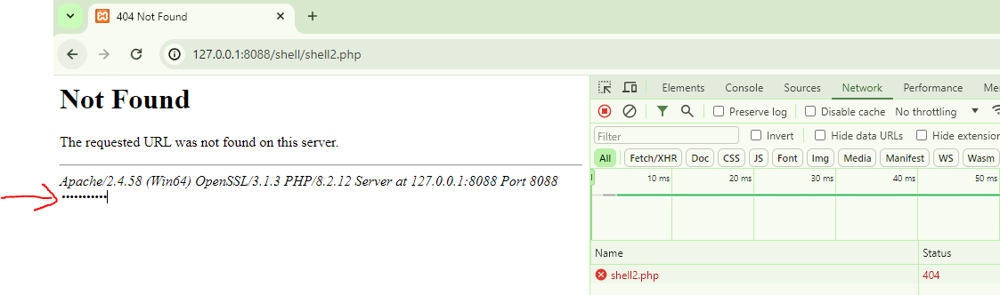 404 Not Found
127.0.0.1:8088/shell/shell2.php
Not Found
The requested URL was not found on this server.
Apache/2.4.58 (Win64) OpenSSL/3.1.3 PHP/8.2.12 Server at 127.0.0.1:8088 Port 8088
•••••••••••
Elements Console Sources Network Performance Me
Preserve log Disable cache No throttling
Filter Invert Hide data URLs Hide extension
All Fetch/XHR Doc CSS JS Font Img Media Manifest WS Wasm
10 ms 20 ms 30 ms 40 ms 50 ms
Name Status
shell2.php 404